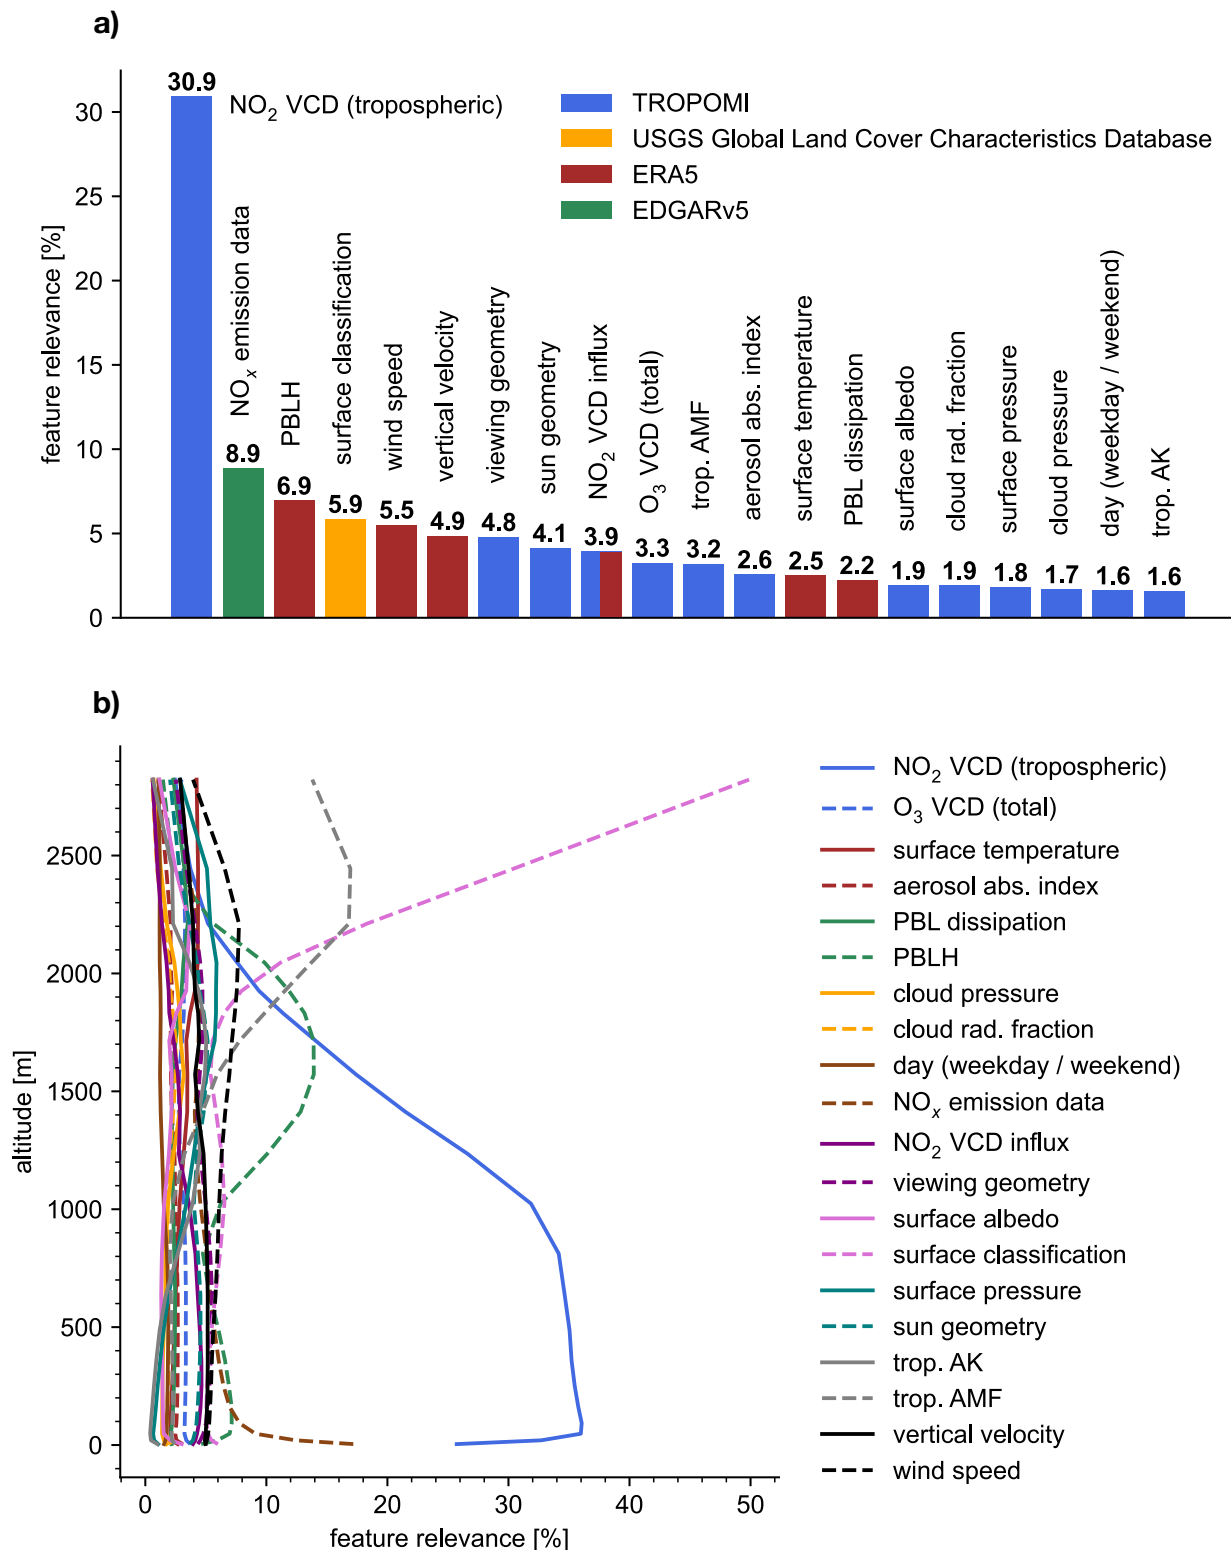 a)
30.9
NO₂ VCD (tropospheric)
TROPOMI
USGS Global Land Cover Characteristics Database
ERA5
EDGARv5
feature relevance [%]
30
25
20
15
10
5
0
8.9
NOₓ emission data
6.9
PBLH
5.9
surface classification
5.5
wind speed
4.9
vertical velocity
4.8
viewing geometry
4.1
sun geometry
3.9
NO₂ VCD influx
3.3
O₃ VCD (total)
3.2
trop. AMF
2.6
aerosol abs. index
2.5
surface temperature
2.2
PBL dissipation
1.9
surface albedo
1.9
cloud rad. fraction
1.8
surface pressure
1.7
cloud pressure
1.6
day (weekday / weekend)
1.6
trop. AK
b)
altitude [m]
2500
2000
1500
1000
500
0
0 10 20 30 40 50
feature relevance [%]
NO₂ VCD (tropospheric)
O₃ VCD (total)
surface temperature
aerosol abs. index
PBL dissipation
PBLH
cloud pressure
cloud rad. fraction
day (weekday / weekend)
NOₓ emission data
NO₂ VCD influx
viewing geometry
surface albedo
surface classification
surface pressure
sun geometry
trop. AK
trop. AMF
vertical velocity
wind speed